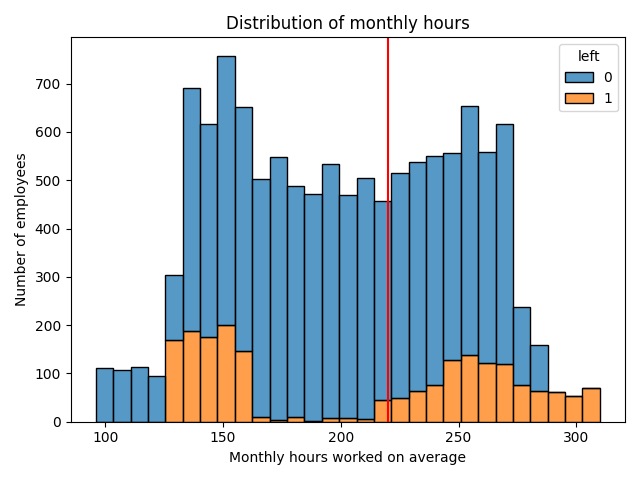 Distribution of monthly hours
left
0
1
700
600
500
400
300
200
100
0
Number of employees
100 150 200 250 300
Monthly hours worked on average